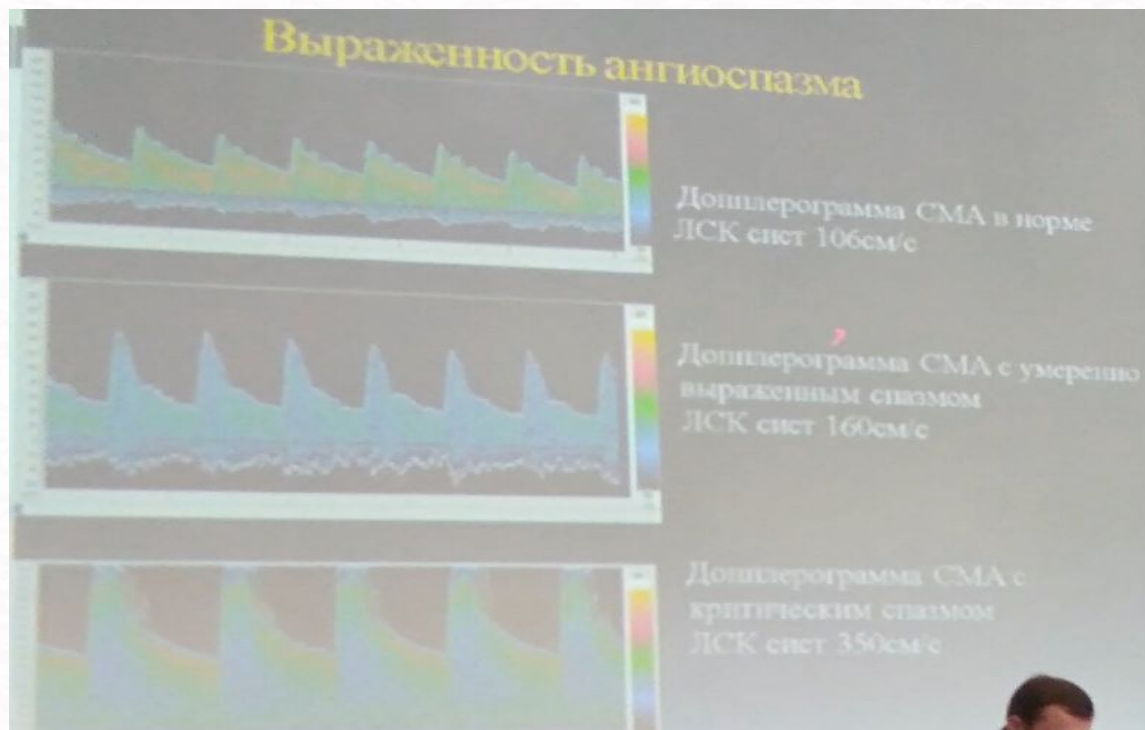 Выраженность ангиоспазма
Допплерограмма СМА в норме
ЛСК сист 106см/с
Допплерограмма СМА с умеренно
выраженным спазмом
ЛСК сист 160см/с
Допплерограмма СМА с
критическим спазмом
ЛСК сист 350см/с